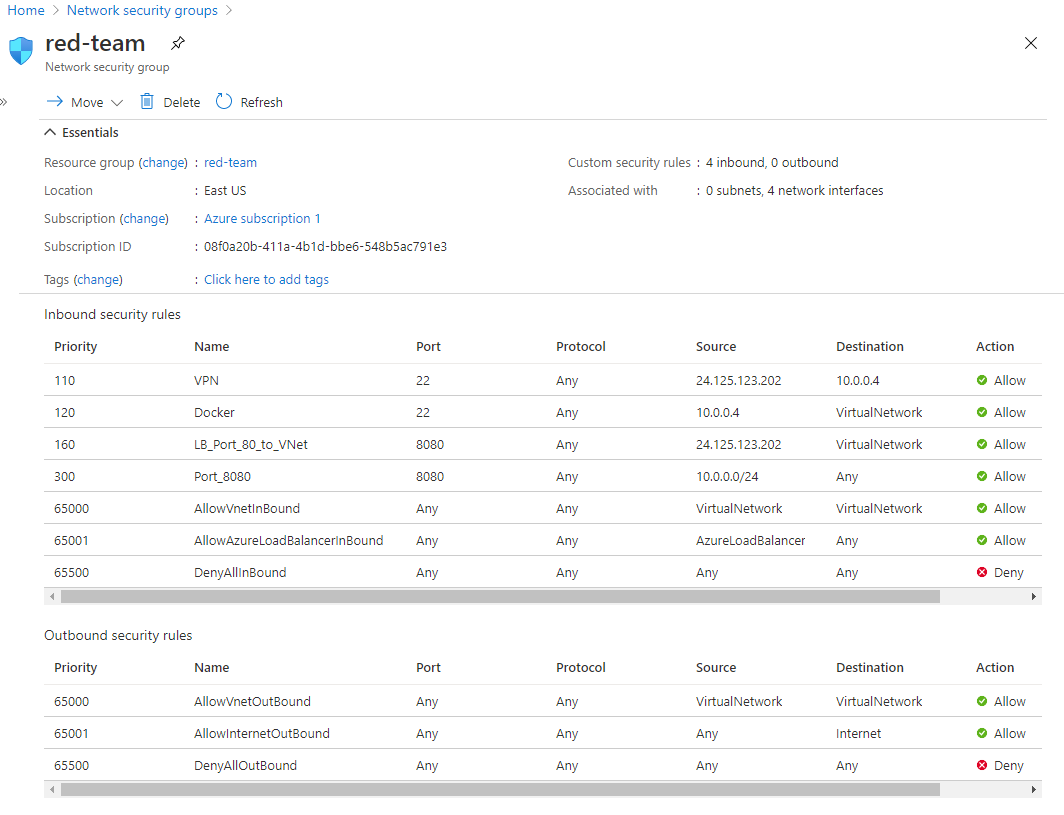 Home > Network security groups >
red-team
Network security group
» Move Delete Refresh
Essentials
Resource group (change) : red-team Custom security rules : 4 inbound, 0 outbound
Location : East US Associated with : 0 subnets, 4 network interfaces
Subscription (change) : Azure subscription 1
Subscription ID : 08f0a20b-411a-4b1d-bbe6-548b5ac791e3
Tags (change) : Click here to add tags
Inbound security rules
Priority Name Port Protocol Source Destination Action
110 VPN 22 Any 24.125.123.202 10.0.0.4 Allow
120 Docker 22 Any 10.0.0.4 VirtualNetwork Allow
160 LB_Port_80_to_VNet 8080 Any 24.125.123.202 VirtualNetwork Allow
300 Port_8080 8080 Any 10.0.0.0/24 Any Allow
65000 AllowVnetInBound Any Any VirtualNetwork VirtualNetwork Allow
65001 AllowAzureLoadBalancerInBound Any Any AzureLoadBalancer Any Allow
65500 DenyAllInBound Any Any Any Any Deny
Outbound security rules
Priority Name Port Protocol Source Destination Action
65000 AllowVnetOutBound Any Any VirtualNetwork VirtualNetwork Allow
65001 AllowInternetOutBound Any Any Any Internet Allow
65500 DenyAllOutBound Any Any Any Any Deny